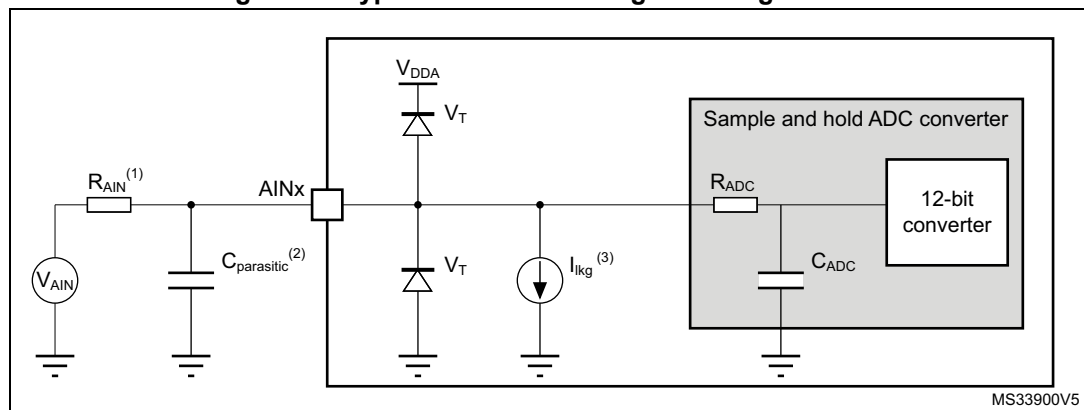 V_DDA
V_T
Sample and hold ADC converter
R_AIN(1)
AINx
R_ADC
12-bit
converter
V_AIN
C_parasitic(2)
V_T
I_lkg(3)
C_ADC
MS33900V5